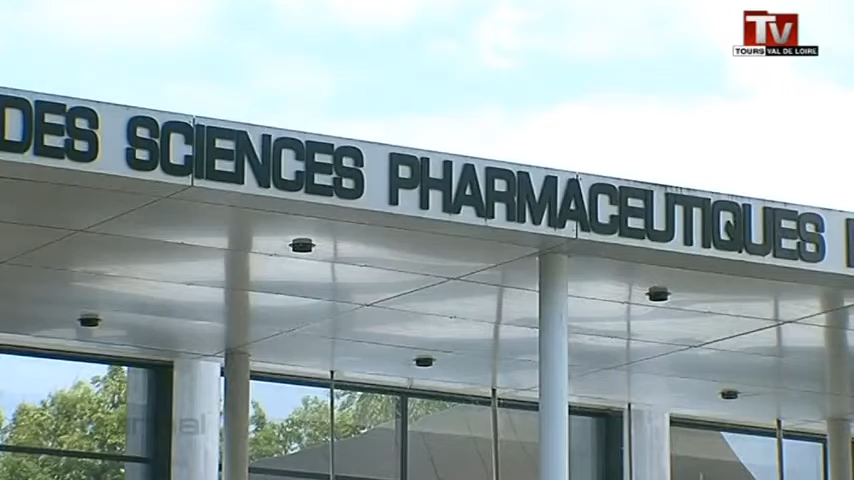 TV
TOURS VAL DE LOIRE
DES SCIENCES PHARMACEUTIQUES